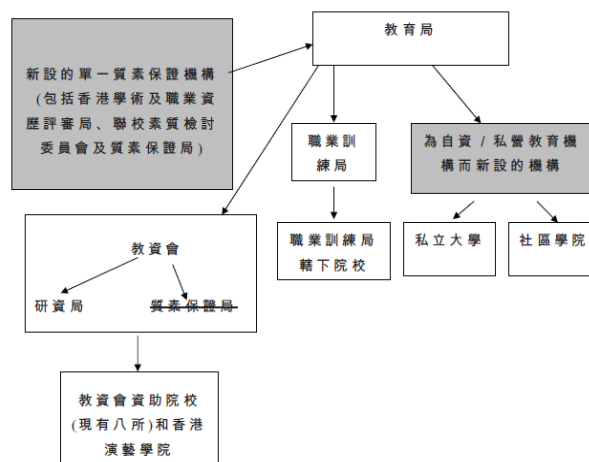 教育局
新設的單一質素保證機構
(包括香港學術及職業資
歷評審局、聯校素質檢討
委員會及質素保證局)
職業訓
練局
為自資 / 私營教育機
構而新設的機構
教資會
研資局
質素保證局
職業訓練局
轄下院校
私立大學
社區學院
教資會資助院校
(現有八所)和香港
演藝學院